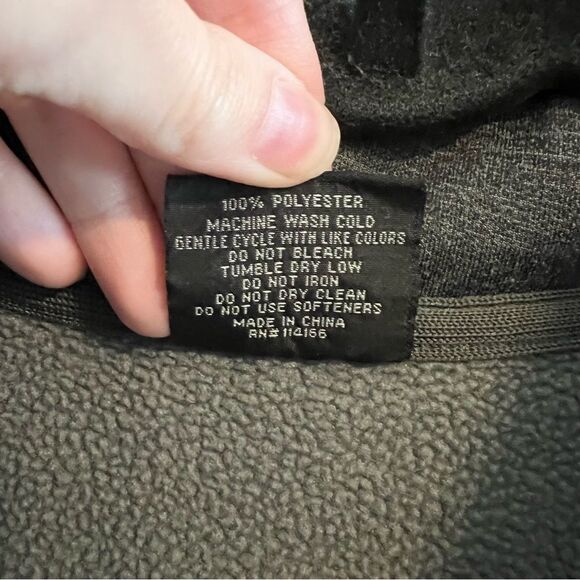 100% POLYESTER
MACHINE WASH COLD
GENTLE CYCLE WITH LIKE COLORS
DO NOT BLEACH
TUMBLE DRY LOW
DO NOT IRON
DO NOT DRY CLEAN
DO NOT USE SOFTENERS
MADE IN CHINA
RN# 114166